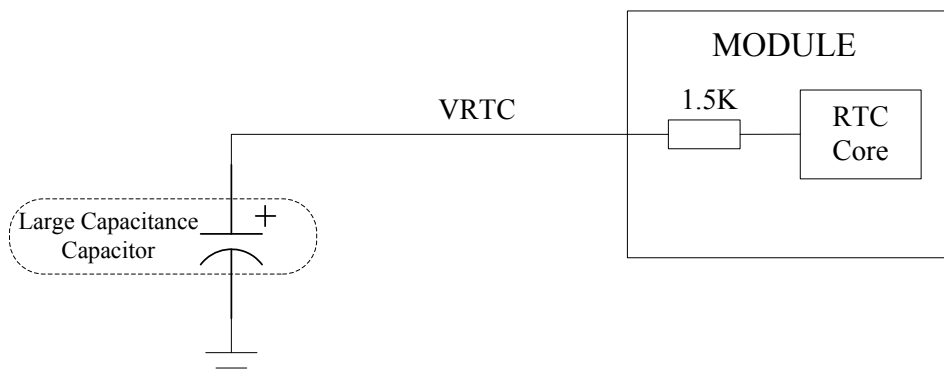 MODULE
1.5K
VRTC
RTC
Core
+
Large Capacitance
Capacitor